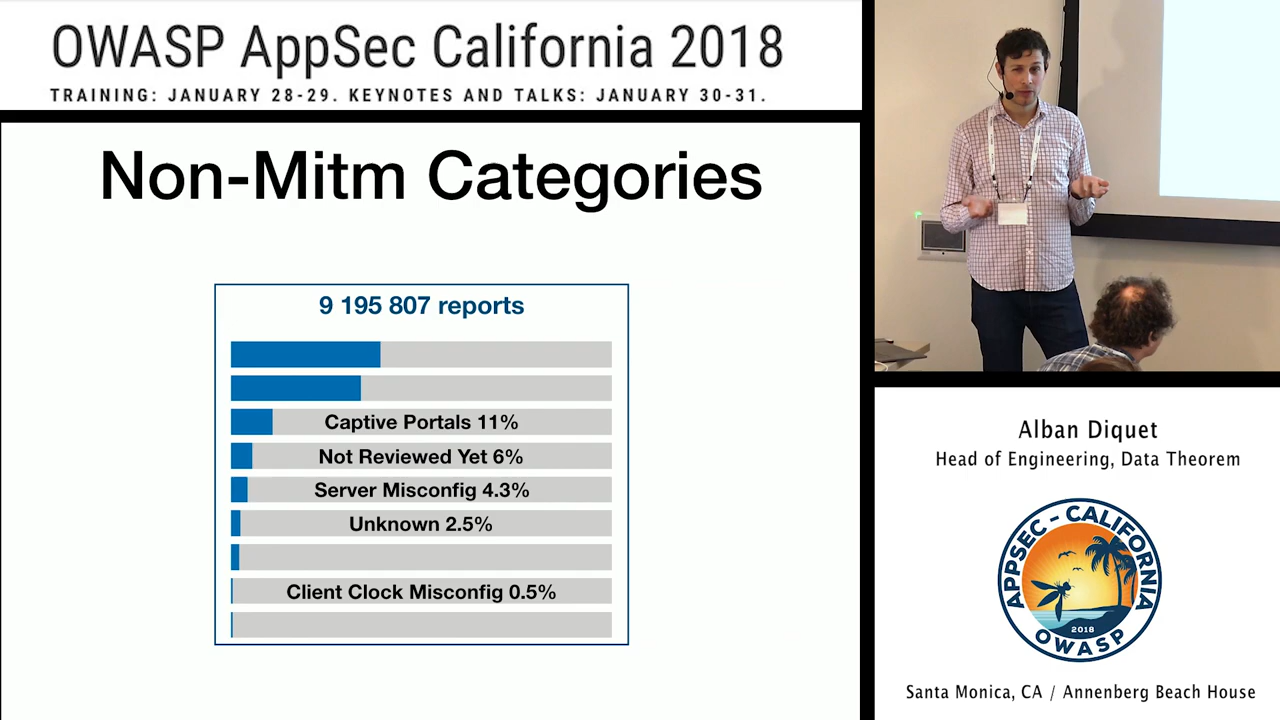 OWASP AppSec California 2018
TRAINING: JANUARY 28-29. KEYNOTES AND TALKS: JANUARY 30-31.
Non-Mitm Categories
9 195 807 reports
Captive Portals 11%
Not Reviewed Yet 6%
Server Misconfig 4.3%
Unknown 2.5%
Client Clock Misconfig 0.5%
Alban Diquet
Head of Engineering, Data Theorem
APPSEC - CALIFORNIA
2018
OWASP
Santa Monica, CA / Annenberg Beach House